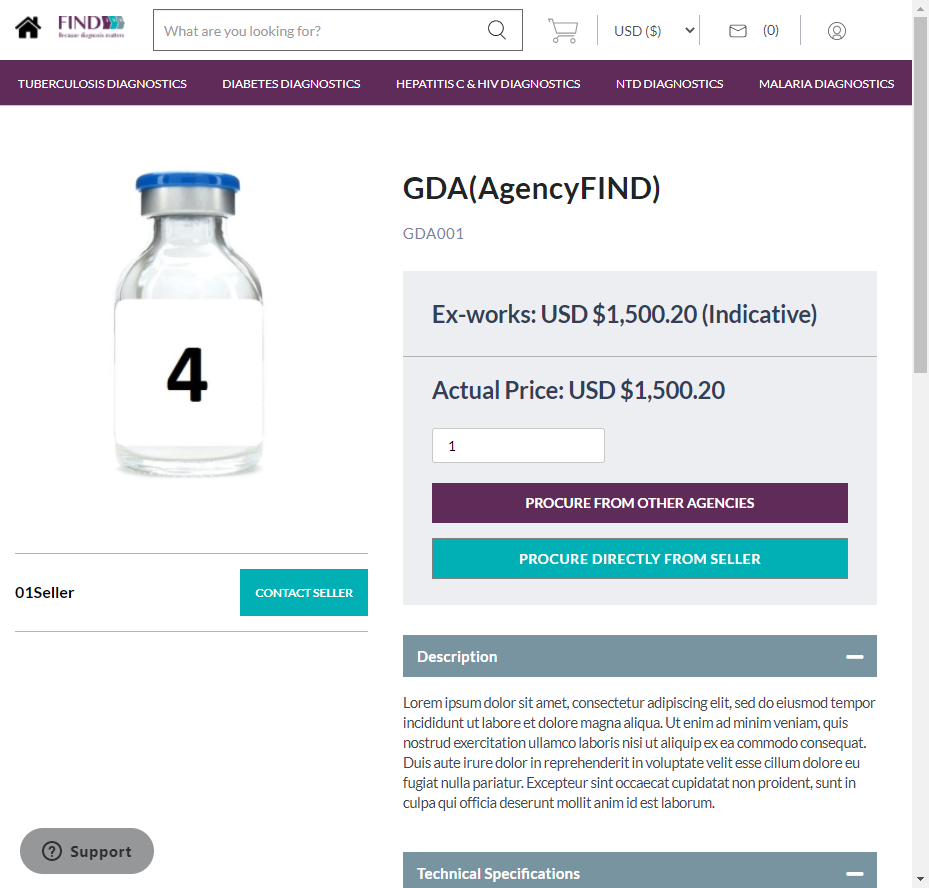 FIND
Because diagnosis matters
What are you looking for?
USD ($)
(0)
TUBERCULOSIS DIAGNOSTICS
DIABETES DIAGNOSTICS
HEPATITIS C & HIV DIAGNOSTICS
NTD DIAGNOSTICS
MALARIA DIAGNOSTICS
4
01Seller
CONTACT SELLER
GDA(AgencyFIND)
GDA001
Ex-works: USD $1,500.20 (Indicative)
Actual Price: USD $1,500.20
1
PROCURE FROM OTHER AGENCIES
PROCURE DIRECTLY FROM SELLER
Description
Lorem ipsum dolor sit amet, consectetur adipiscing elit, sed do eiusmod tempor
incididunt ut labore et dolore magna aliqua. Ut enim ad minim veniam, quis
nostrud exercitation ullamco laboris nisi ut aliquip ex ea commodo consequat.
Duis aute irure dolor in reprehenderit in voluptate velit esse cillum dolore eu
fugiat nulla pariatur. Excepteur sint occaecat cupidatat non proident, sunt in
culpa qui officia deserunt mollit anim id est laborum.
Technical Specifications
Support